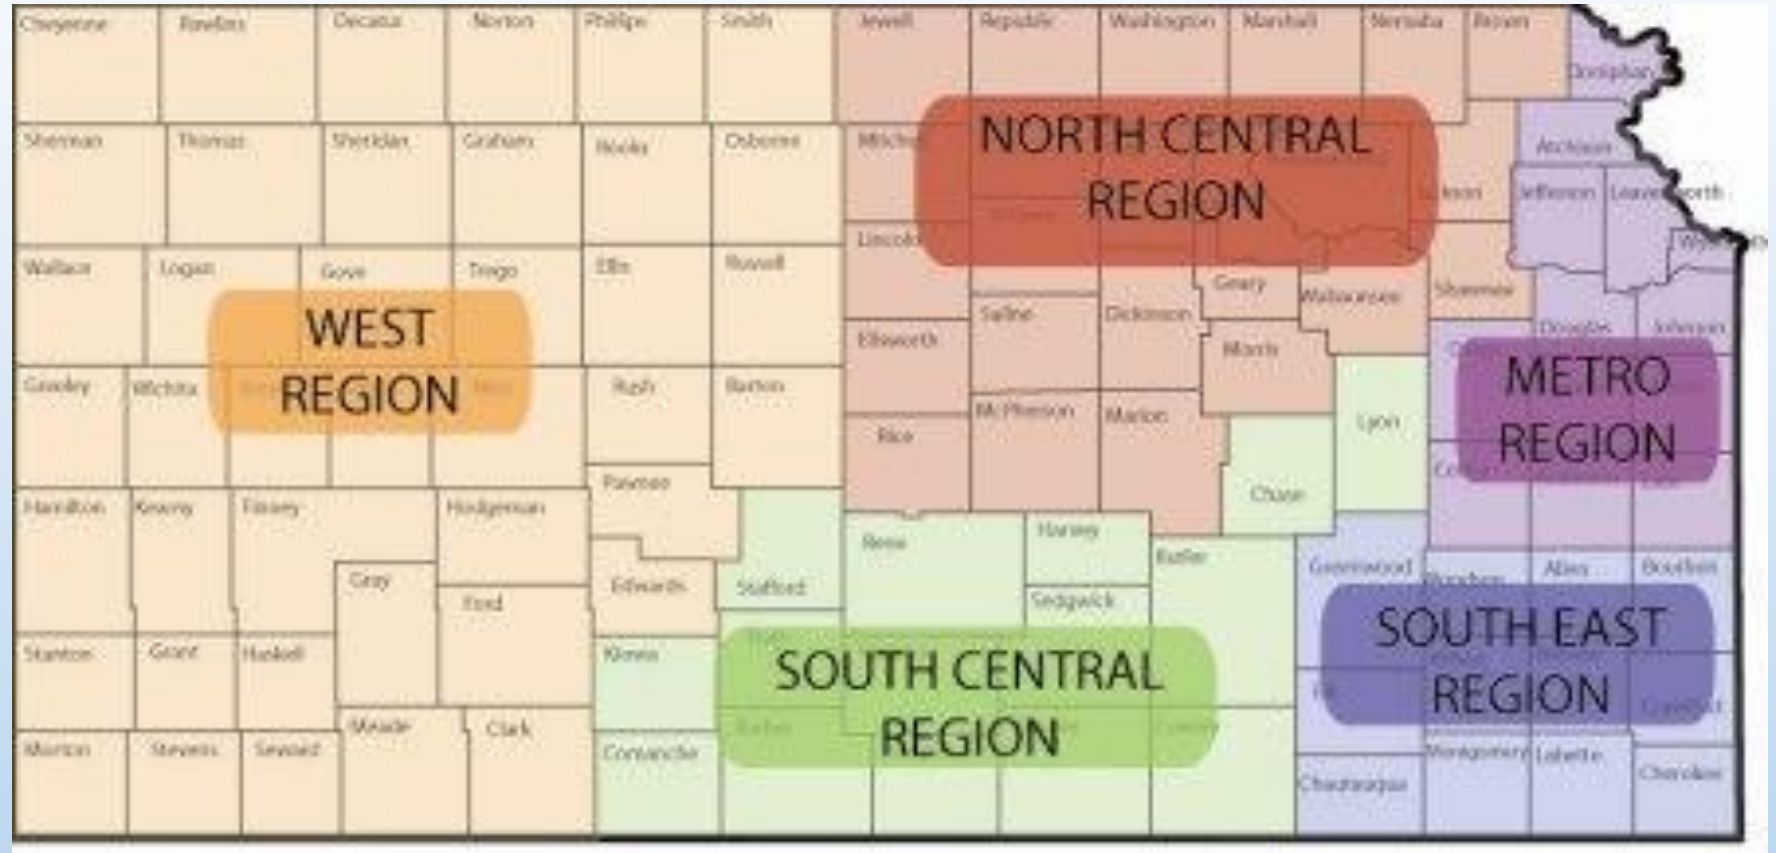 Cheyenne Rawlins Decatur Norton Phillips Smith Jewell Republic Washington Marshall Nemaha Brown
Doniphan
Sherman Thomas Sheridan Graham Rooks Osborne
NORTH CENTRAL
REGION
Atchison
Jefferson
Wallace Logan Gove Trego Ellis Russell
Lincoln
Geary Wabaunsee Shawnee
Saline Dickinson
Douglas Johnson
WEST
REGION
Ellsworth
Morris
METRO
REGION
Greeley Wichita
Rush Barton
Rice McPherson Marion
Lyon
Pawnee
Chase
Hamilton Kearny Finney Hodgeman
Reno Harvey
Butler
Greenwood
Allen Bourbon
Gray
Ford
Edwards Stafford
Sedgwick
SOUTH EAST
REGION
Stanton Grant Haskell
Kiowa
SOUTH CENTRAL
REGION
Meade Clark
Morton Stevens Seward
Comanche
Montgomery Labette
Chautauqua
Cherokee